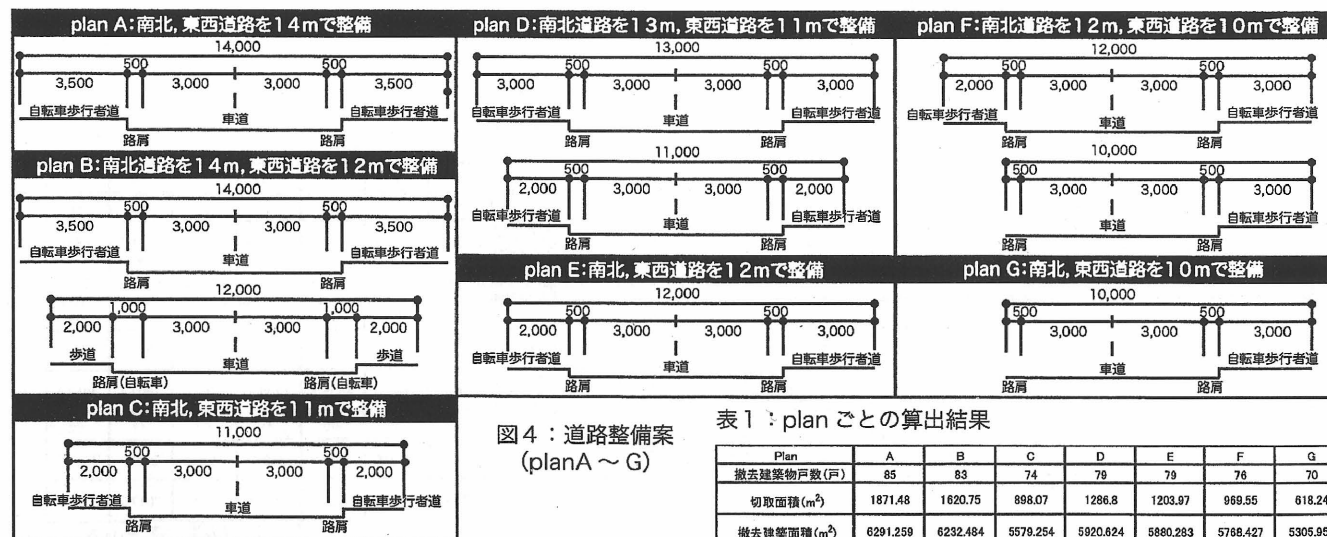 plan A:南北,東西道路を14mで整備
14,000
500 500
3,500 3,000 3,000 3,500
自転車歩行者道 車道 自転車歩行者道
路肩 路肩
plan B:南北道路を14m,東西道路を12mで整備
14,000
500 500
3,500 3,000 3,000 3,500
自転車歩行者道 車道 自転車歩行者道
路肩 路肩
12,000
1,000 1,000
2,000 3,000 3,000 2,000
歩道 車道 歩道
路肩(自転車) 路肩(自転車)
plan C:南北,東西道路を11mで整備
11,000
500 500
2,000 3,000 3,000 2,000
自転車歩行者道 車道 自転車歩行者道
路肩 路肩
plan D:南北道路を13m,東西道路を11mで整備
13,000
500 500
3,000 3,000 3,000 3,000
自転車歩行者道 車道 自転車歩行者道
路肩 路肩
11,000
500 500
2,000 3,000 3,000 2,000
自転車歩行者道 車道 自転車歩行者道
路肩 路肩
plan E:南北,東西道路を12mで整備
12,000
500 500
2,000 3,000 3,000 3,000
自転車歩行者道 車道 自転車歩行者道
路肩 路肩
plan F:南北道路を12m,東西道路を10mで整備
12,000
500 500
2,000 3,000 3,000 3,000
自転車歩行者道 車道 自転車歩行者道
路肩 路肩
10,000
500 500
3,000 3,000 3,000
車道 自転車歩行者道
路肩 路肩
plan G:南北,東西道路を10mで整備
10,000
500 500
3,000 3,000 3,000
車道 自転車歩行者道
路肩 路肩
図4:道路整備案
(planA～G)
表1:planごとの算出結果
Plan A B C D E F G
撤去建築物戸数(戸) 85 83 74 79 79 76 70
切取面積(m²) 1871.48 1620.75 898.07 1286.8 1203.97 969.55 618.24
撤去建築面積(m²) 6291.259 6232.484 5579.254 5920.624 5880.283 5768.427 5305.95